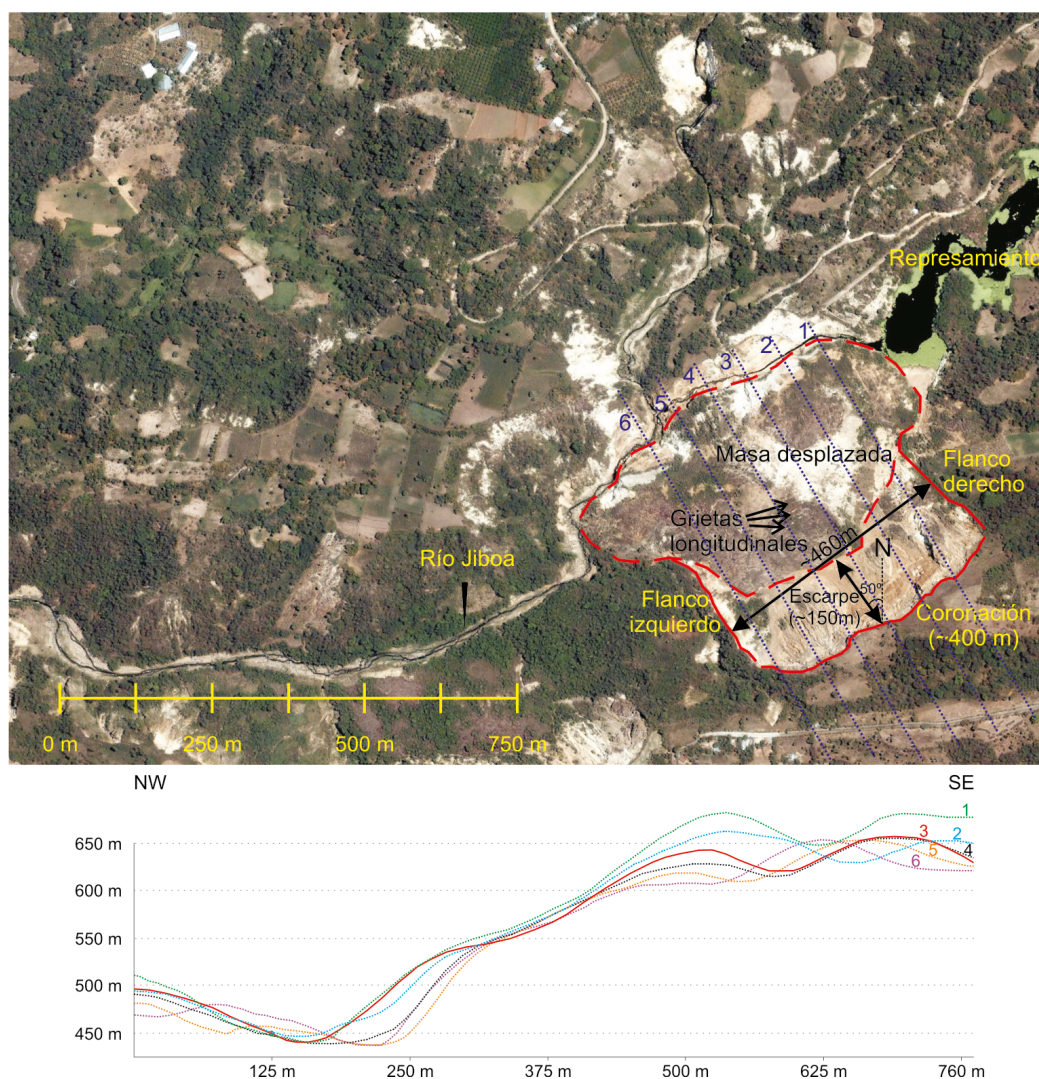 Represamiento
1
2
3
4
5
6
Masa desplazada
Flanco
derecho
Grietas
longitudinales
~460m
N
Río Jiboa
Escarpe
50º
(~150m)
Flanco
izquierdo
Coronación
(~400 m)
0 m
250 m
500 m
750 m
NW
SE
650 m
600 m
550 m
500 m
450 m
1
3
2
5
4
6
125 m
250 m
375 m
500 m
625 m
760 m